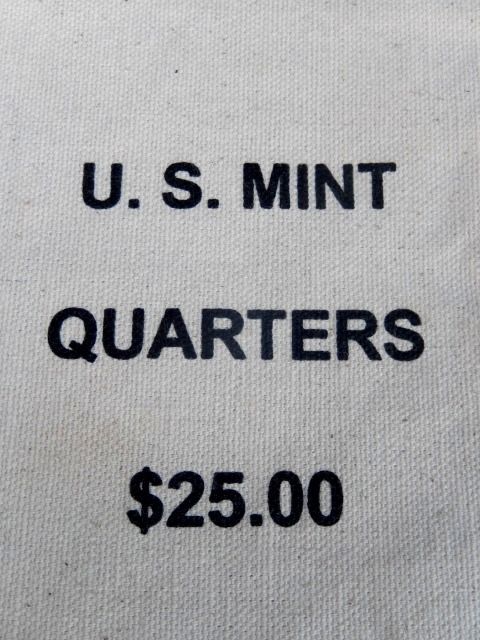 U. S. MINT
QUARTERS
$25.00